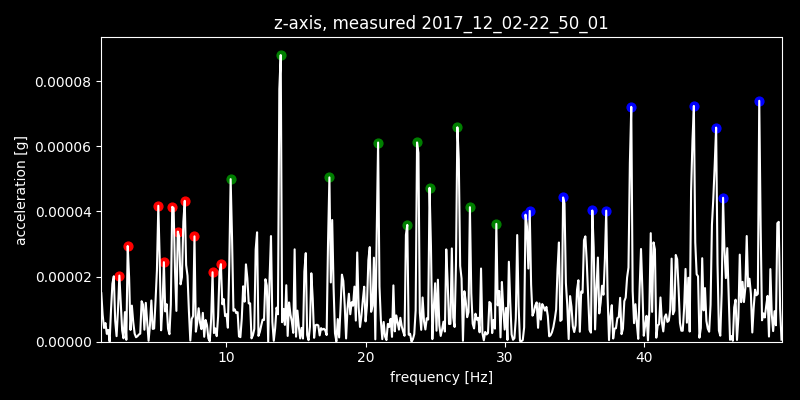 z-axis, measured 2017_12_02-22_50_01
0.00008
0.00006
0.00004
0.00002
0.00000
acceleration [g]
10 20 30 40
frequency [Hz]